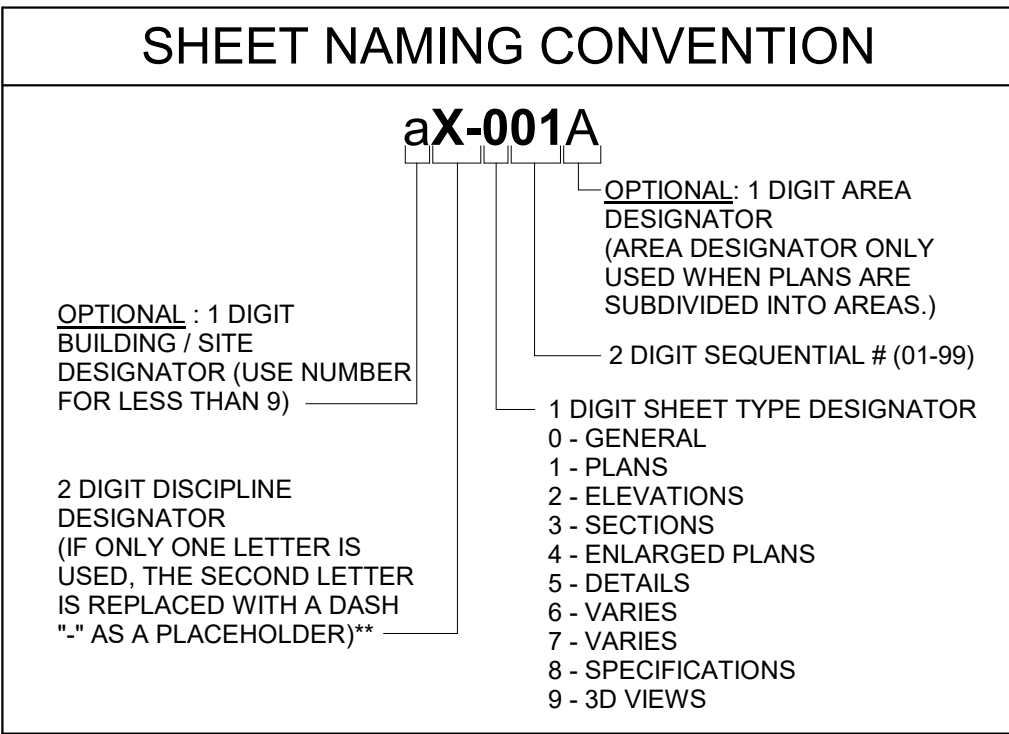 SHEET NAMING CONVENTION
aX-001A
OPTIONAL: 1 DIGIT AREA
DESIGNATOR
(AREA DESIGNATOR ONLY
USED WHEN PLANS ARE
SUBDIVIDED INTO AREAS.)
OPTIONAL : 1 DIGIT
BUILDING / SITE
DESIGNATOR (USE NUMBER
FOR LESS THAN 9)
2 DIGIT SEQUENTIAL # (01-99)
2 DIGIT DISCIPLINE
DESIGNATOR
(IF ONLY ONE LETTER IS
USED, THE SECOND LETTER
IS REPLACED WITH A DASH
"-" AS A PLACEHOLDER)**
1 DIGIT SHEET TYPE DESIGNATOR
0 - GENERAL
1 - PLANS
2 - ELEVATIONS
3 - SECTIONS
4 - ENLARGED PLANS
5 - DETAILS
6 - VARIES
7 - VARIES
8 - SPECIFICATIONS
9 - 3D VIEWS